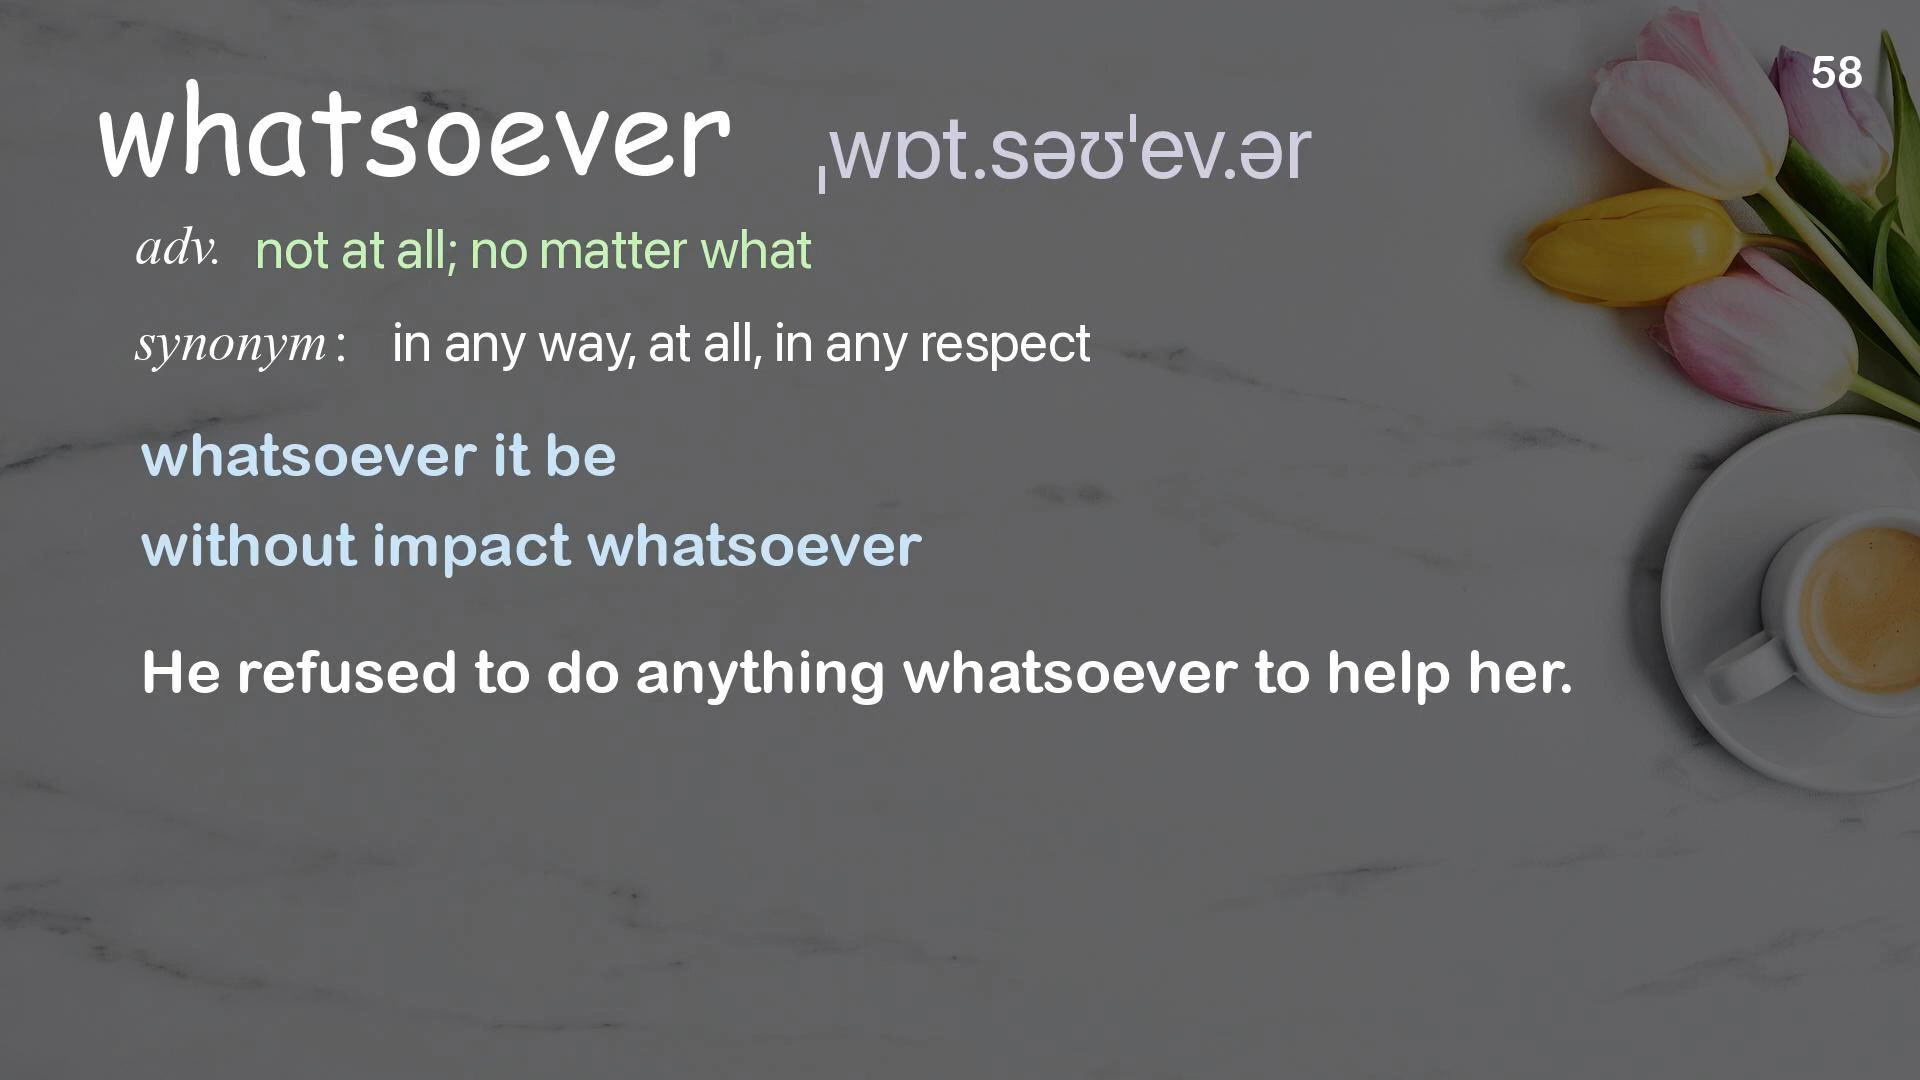 58
whatsoever ˌwɒt.səʊˈev.ər
adv. not at all; no matter what
synonym : in any way, at all, in any respect
whatsoever it be
without impact whatsoever
He refused to do anything whatsoever to help her.